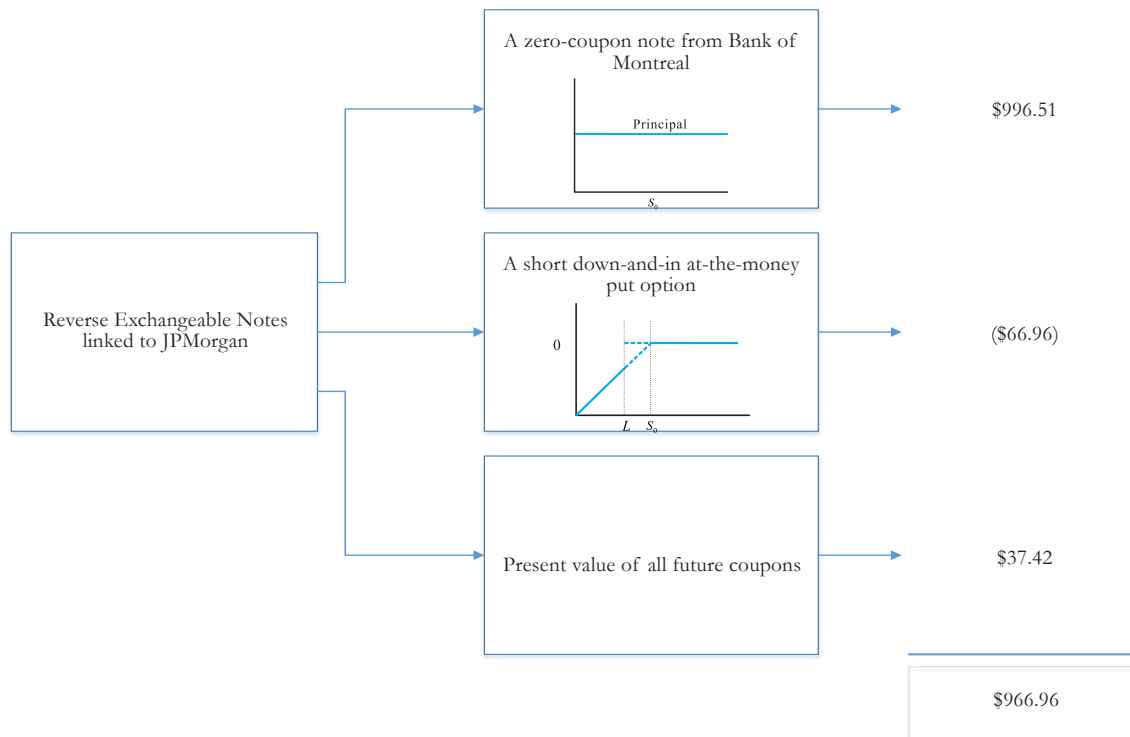 A zero-coupon note from Bank of
Montreal
Principal
S₀
$996.51
Reverse Exchangeable Notes
linked to JPMorgan
A short down-and-in at-the-money
put option
0
L S₀
($66.96)
Present value of all future coupons
$37.42
$966.96